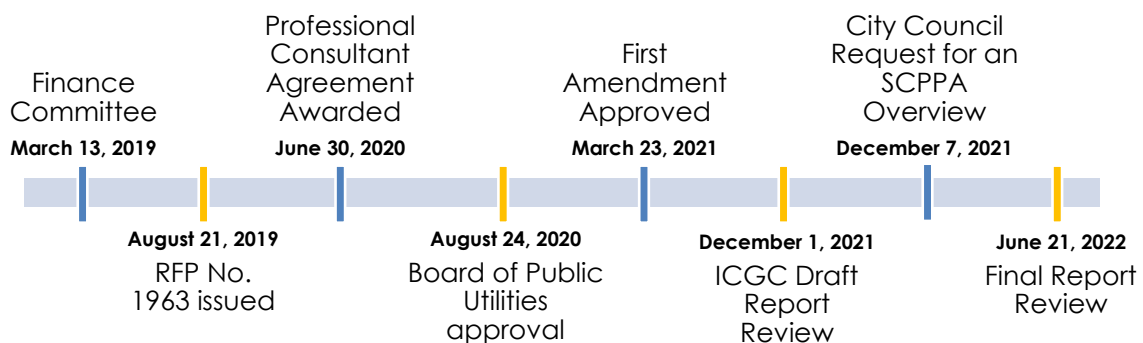 Finance
Committee
March 13, 2019
August 21, 2019
RFP No.
1963 issued
Professional
Consultant
Agreement
Awarded
June 30, 2020
August 24, 2020
Board of Public
Utilities
approval
First
Amendment
Approved
March 23, 2021
December 1, 2021
ICGC Draft
Report
Review
City Council
Request for an
SCPPA
Overview
December 7, 2021
June 21, 2022
Final Report
Review